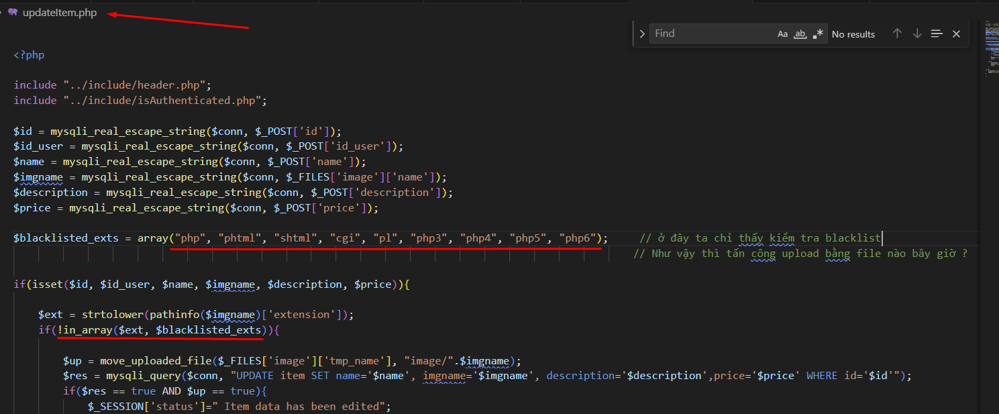 updateItem.php
Find
Aa
ab
.*
No results
<?php
include "../include/header.php";
include "../include/isAuthenticated.php";
$id = mysqli_real_escape_string($conn, $_POST['id']);
$id_user = mysqli_real_escape_string($conn, $_POST['id_user']);
$name = mysqli_real_escape_string($conn, $_POST['name']);
$imgname = mysqli_real_escape_string($conn, $_FILES['image']['name']);
$description = mysqli_real_escape_string($conn, $_POST['description']);
$price = mysqli_real_escape_string($conn, $_POST['price']);
$blacklisted_exts = array("php", "phtml", "shtml", "cgi", "pl", "php3", "php4", "php5", "php6"); // ở đây ta chỉ thấy kiểm tra blacklist
// Như vậy thì tấn công upload bằng file nào bây giờ ?
if(isset($id, $id_user, $name, $imgname, $description, $price)){
$ext = strtolower(pathinfo($imgname)['extension']);
if(!in_array($ext, $blacklisted_exts)){
$up = move_uploaded_file($_FILES['image']['tmp_name'], "image/".$imgname);
$res = mysqli_query($conn, "UPDATE item SET name='$name', imgname='$imgname', description='$description',price='$price' WHERE id='$id'");
if($res == true AND $up == true){
$_SESSION['status']=" Item data has been edited";